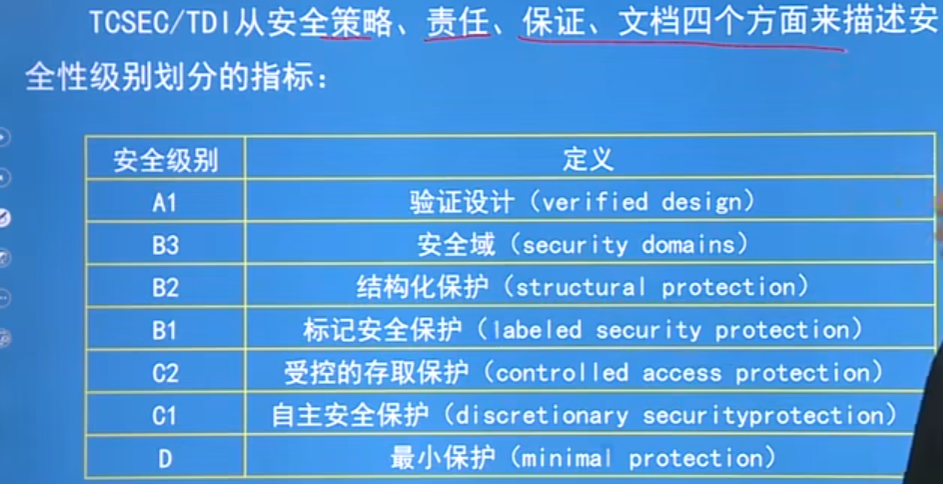 TCSEC/TDI从安全策略、责任、保证、文档四个方面来描述安
全性级别划分的指标：
安全级别 定义
A1 验证设计（verified design）
B3 安全域（security domains）
B2 结构化保护（structural protection）
B1 标记安全保护（labeled security protection）
C2 受控的存取保护（controlled access protection）
C1 自主安全保护（discretionary securityprotection）
D 最小保护（minimal protection）